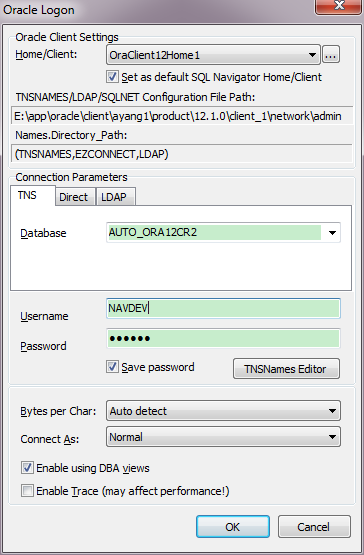 Oracle Logon
Oracle Client Settings
Home/Client: OraClient12Home1 ...
Set as default SQL Navigator Home/Client
TNSNAMES/LDAP/SQLNET Configuration File Path:
E:\app\oracle\client\ayang1\product\12.1.0\client_1\network\admin
Names.Directory_Path:
(TNSNAMES,EZCONNECT,LDAP)
Connection Parameters
TNS Direct LDAP
Database AUTO_ORA12CR2
Username NAVDEV
Password ••••••
Save password TNSNames Editor
Bytes per Char: Auto detect
Connect As: Normal
Enable using DBA views
Enable Trace (may affect performance!)
OK Cancel